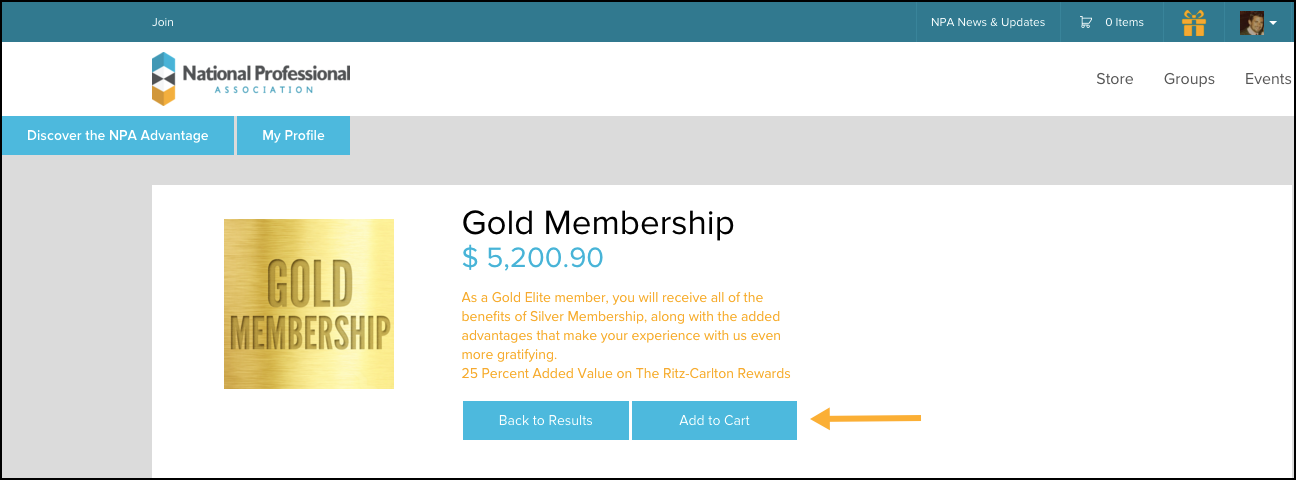 Join
NPA News & Updates
0 Items
National Professional
ASSOCIATION
Store
Groups
Events
Discover the NPA Advantage
My Profile
GOLD
MEMBERSHIP
Gold Membership
$ 5,200.90
As a Gold Elite member, you will receive all of the
benefits of Silver Membership, along with the added
advantages that make your experience with us even
more gratifying.
25 Percent Added Value on The Ritz-Carlton Rewards
Back to Results
Add to Cart